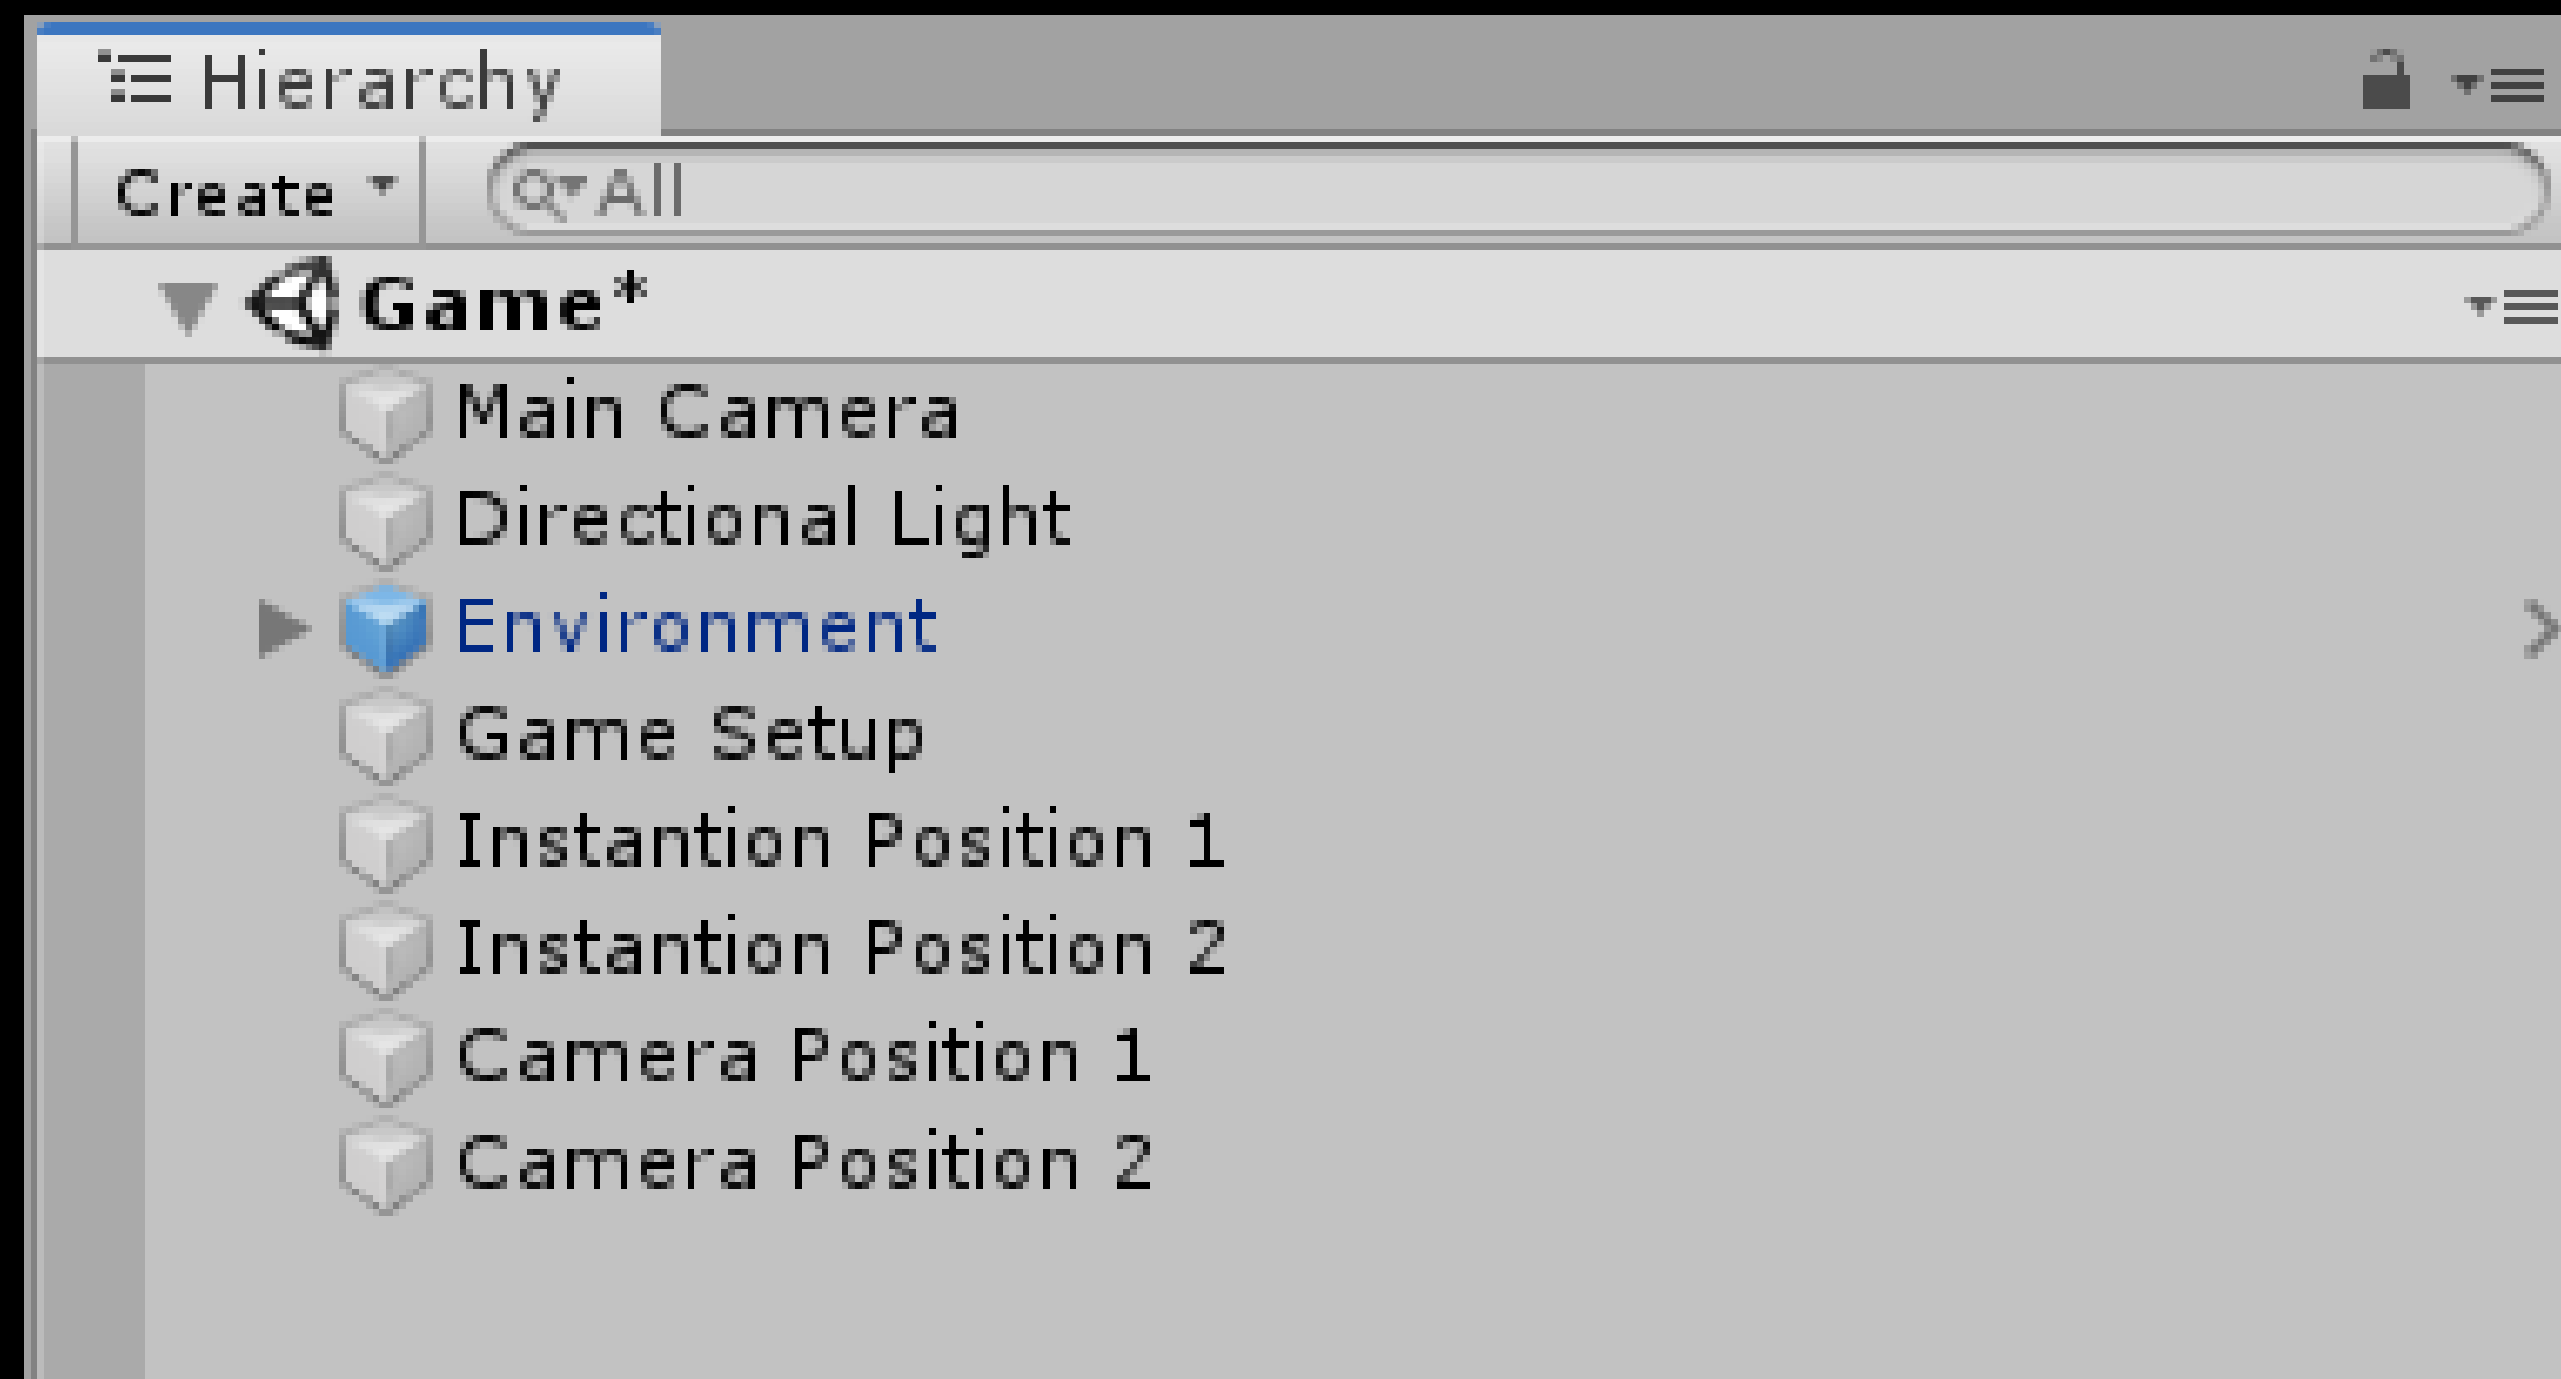 Hierarchy
Create All
Game*
Main Camera
Directional Light
Environment
Game Setup
Instantion Position 1
Instantion Position 2
Camera Position 1
Camera Position 2